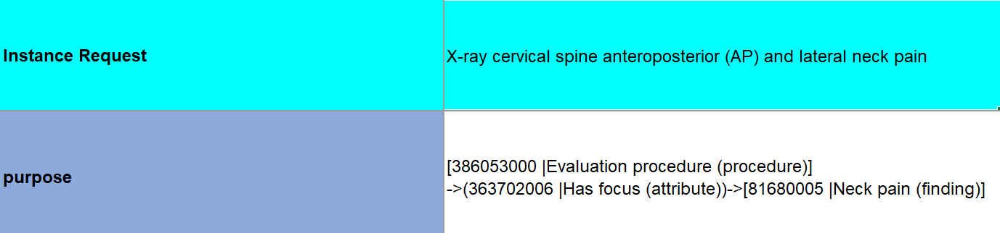 Instance Request
X-ray cervical spine anteroposterior (AP) and lateral neck pain
purpose
[386053000 |Evaluation procedure (procedure)]
->(363702006 |Has focus (attribute))->[81680005 |Neck pain (finding)]